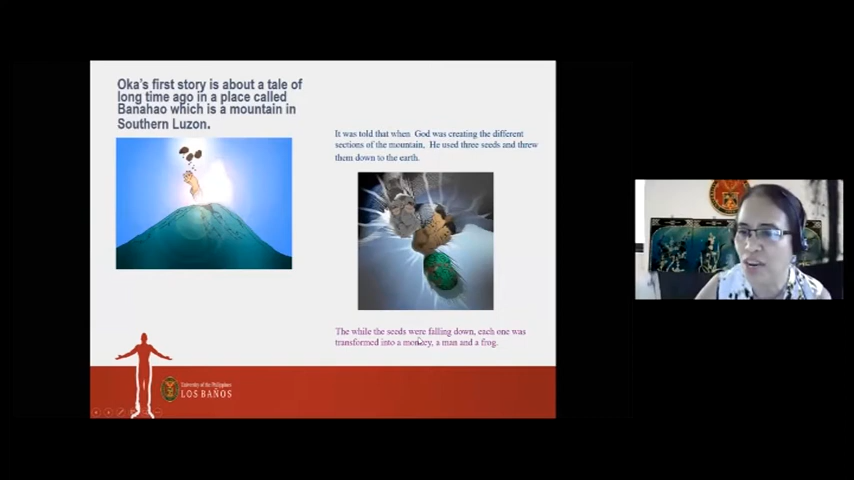 Oka's first story is about a tale of
long time ago in a place called
Banahao which is a mountain in
Southern Luzon.
It was told that when God was creating the different
sections of the mountain, He used three seeds and threw
them down to the earth.
The while the seeds were falling down, each one was
transformed into a monkey, a man and a frog.
University of the Philippines
LOS BAÑOS